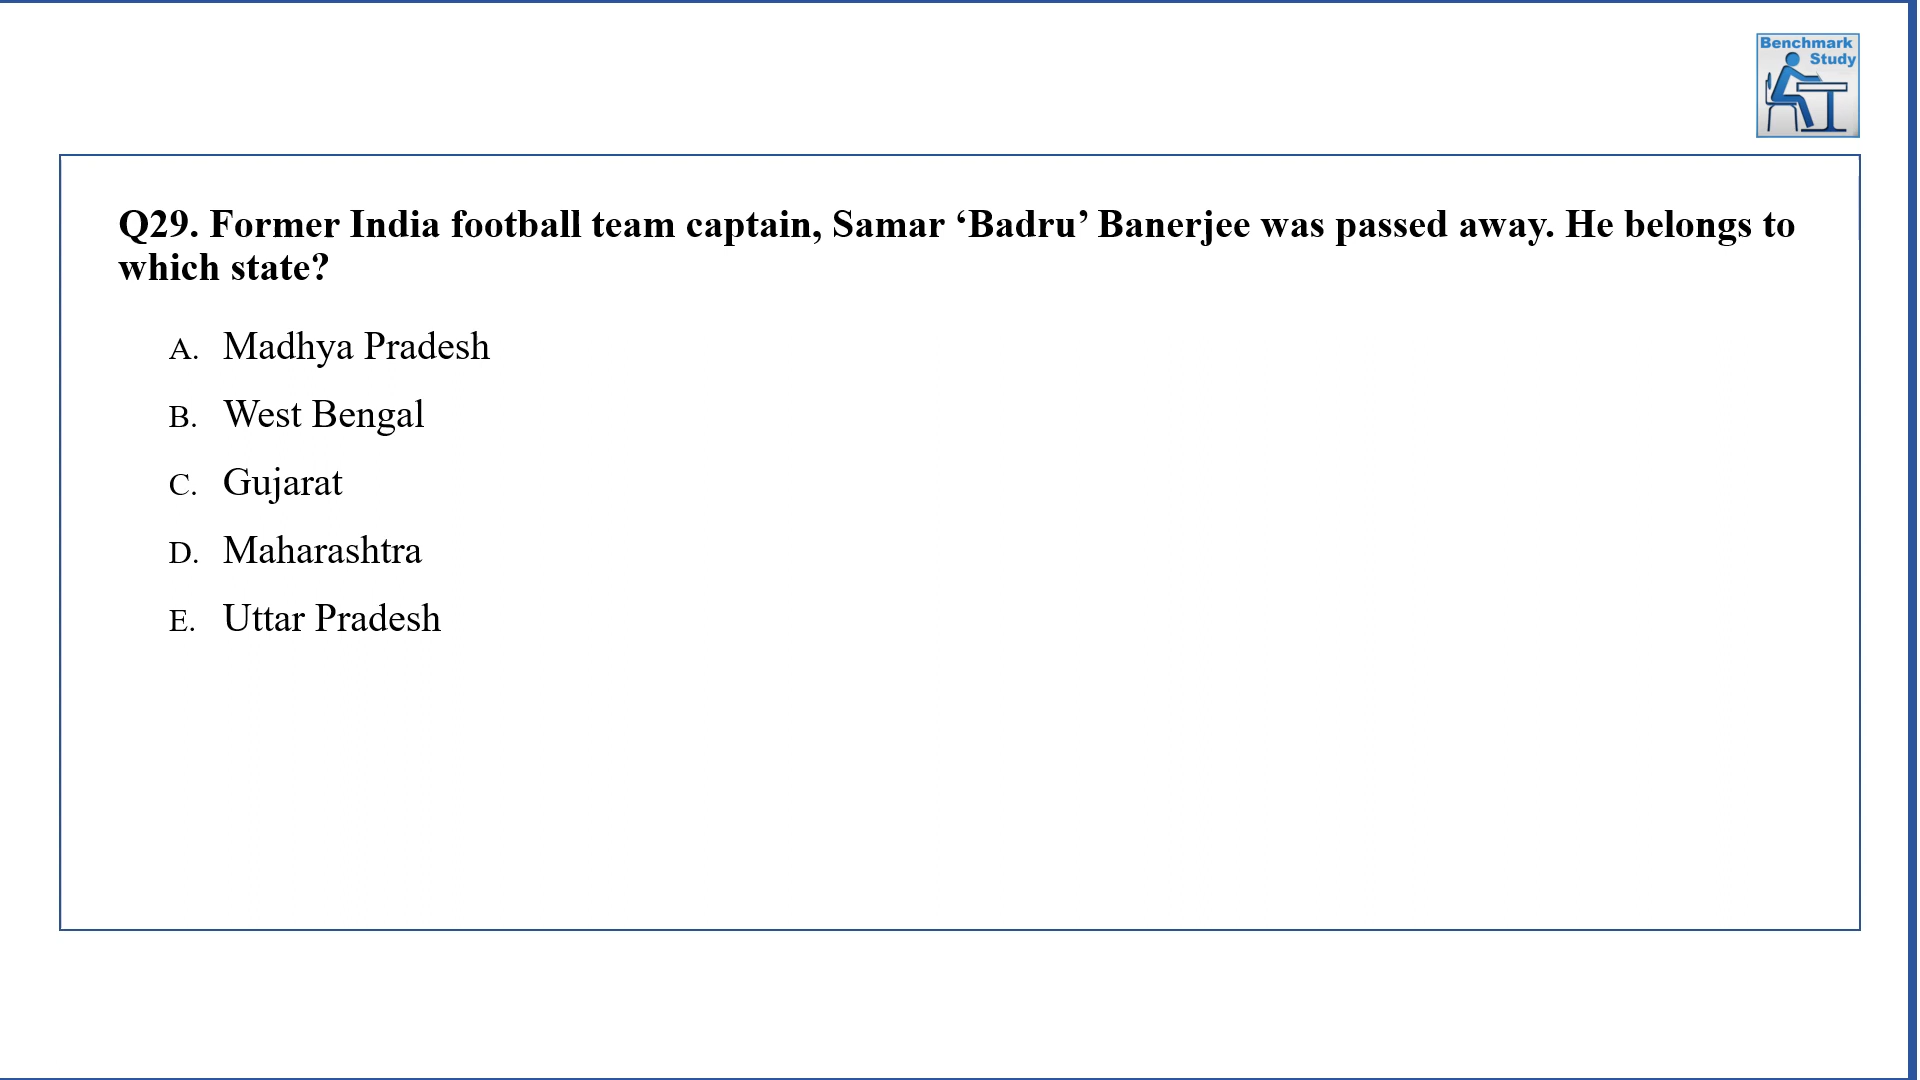 Benchmark
Study
Q29. Former India football team captain, Samar ‘Badru’ Banerjee was passed away. He belongs to
which state?
A. Madhya Pradesh
B. West Bengal
C. Gujarat
D. Maharashtra
E. Uttar Pradesh